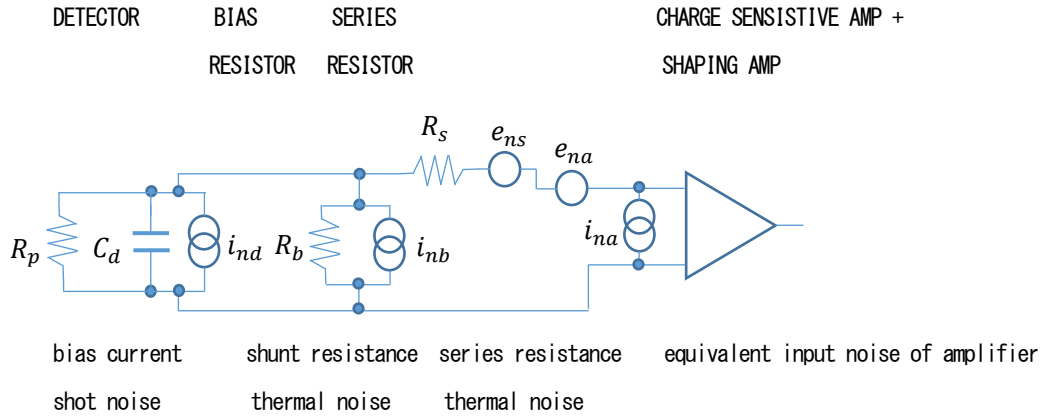 DETECTOR BIAS SERIES CHARGE SENSISTIVE AMP +
RESISTOR RESISTOR SHAPING AMP
R_s e_ns e_na
R_p C_d i_nd R_b i_nb i_na
bias current shunt resistance series resistance equivalent input noise of amplifier
shot noise thermal noise thermal noise